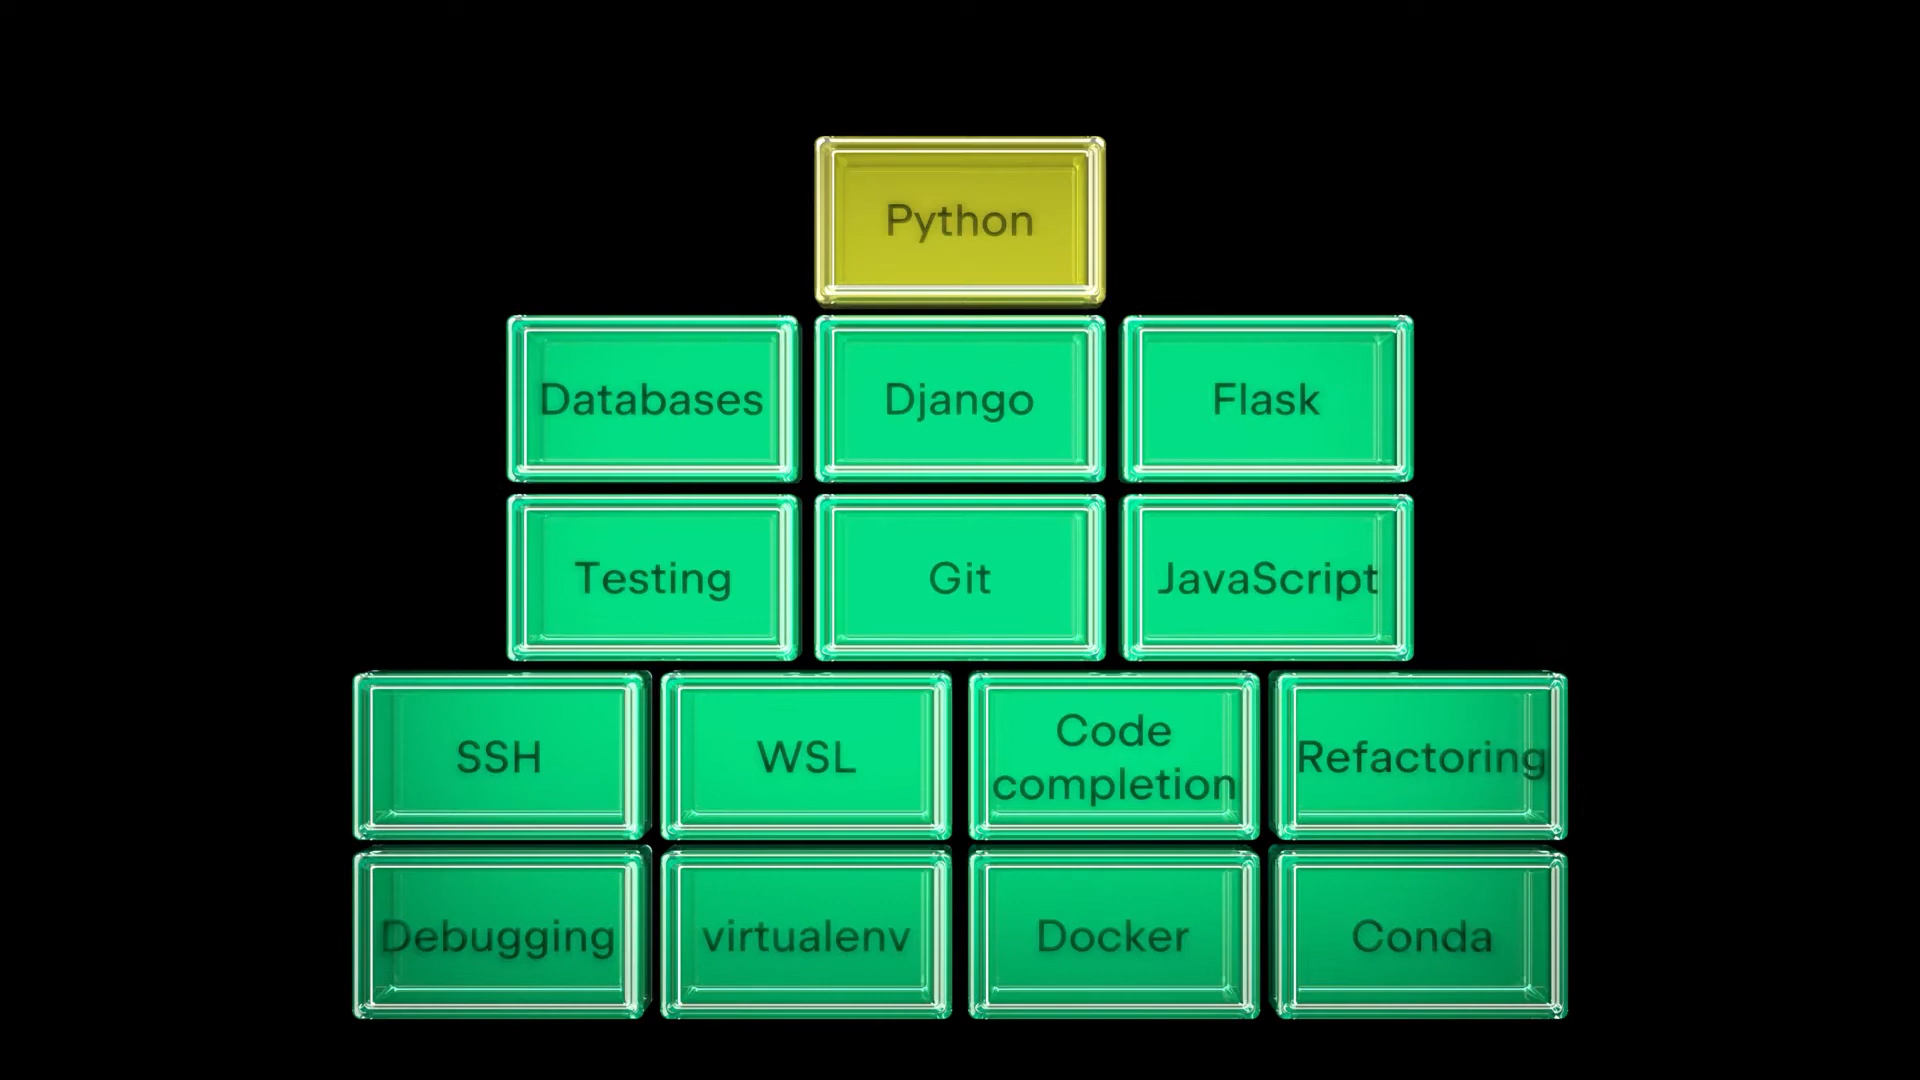 Python
Databases
Django
Flask
Testing
Git
JavaScript
SSH
WSL
Code
completion
Refactoring
Debugging
virtualenv
Docker
Conda